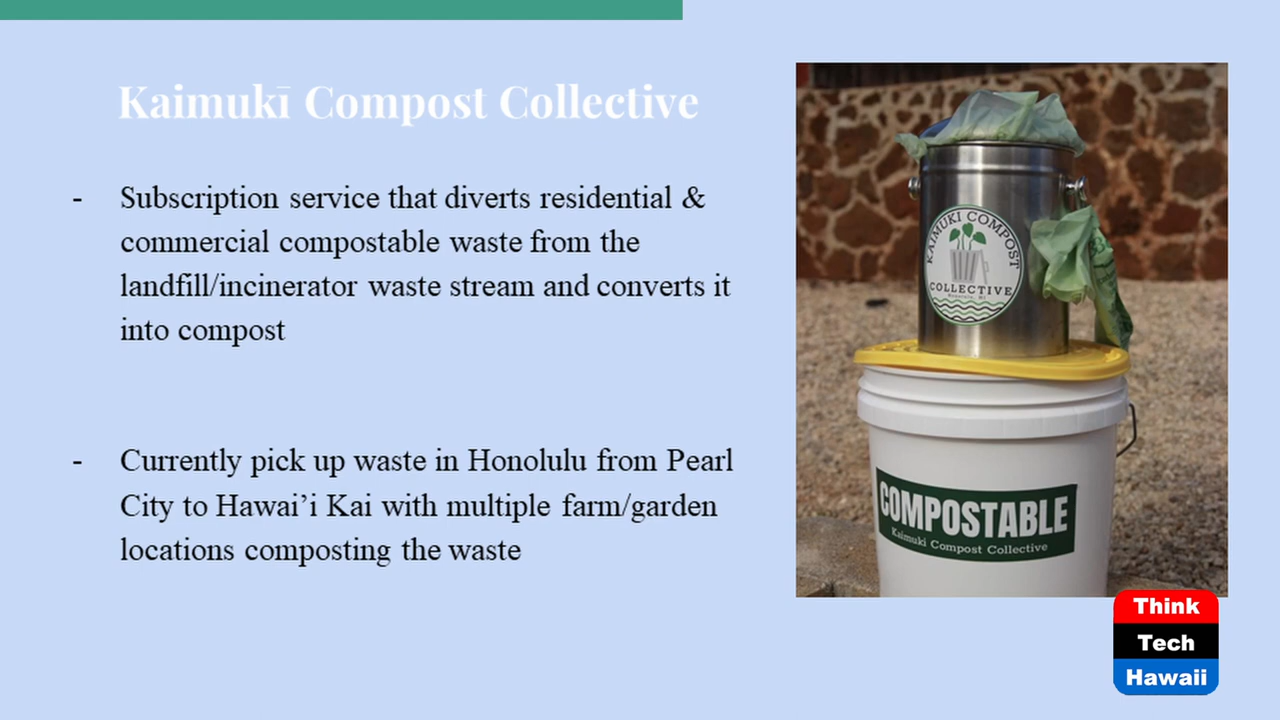 Kaimukī Compost Collective
- Subscription service that diverts residential &
commercial compostable waste from the
landfill/incinerator waste stream and converts it
into compost
- Currently pick up waste in Honolulu from Pearl
City to Hawai’i Kai with multiple farm/garden
locations composting the waste
KAIMUKI COMPOST
COLLECTIVE
Honolulu, HI
COMPOSTABLE
Kaimuki Compost Collective
Think
Tech
Hawaii